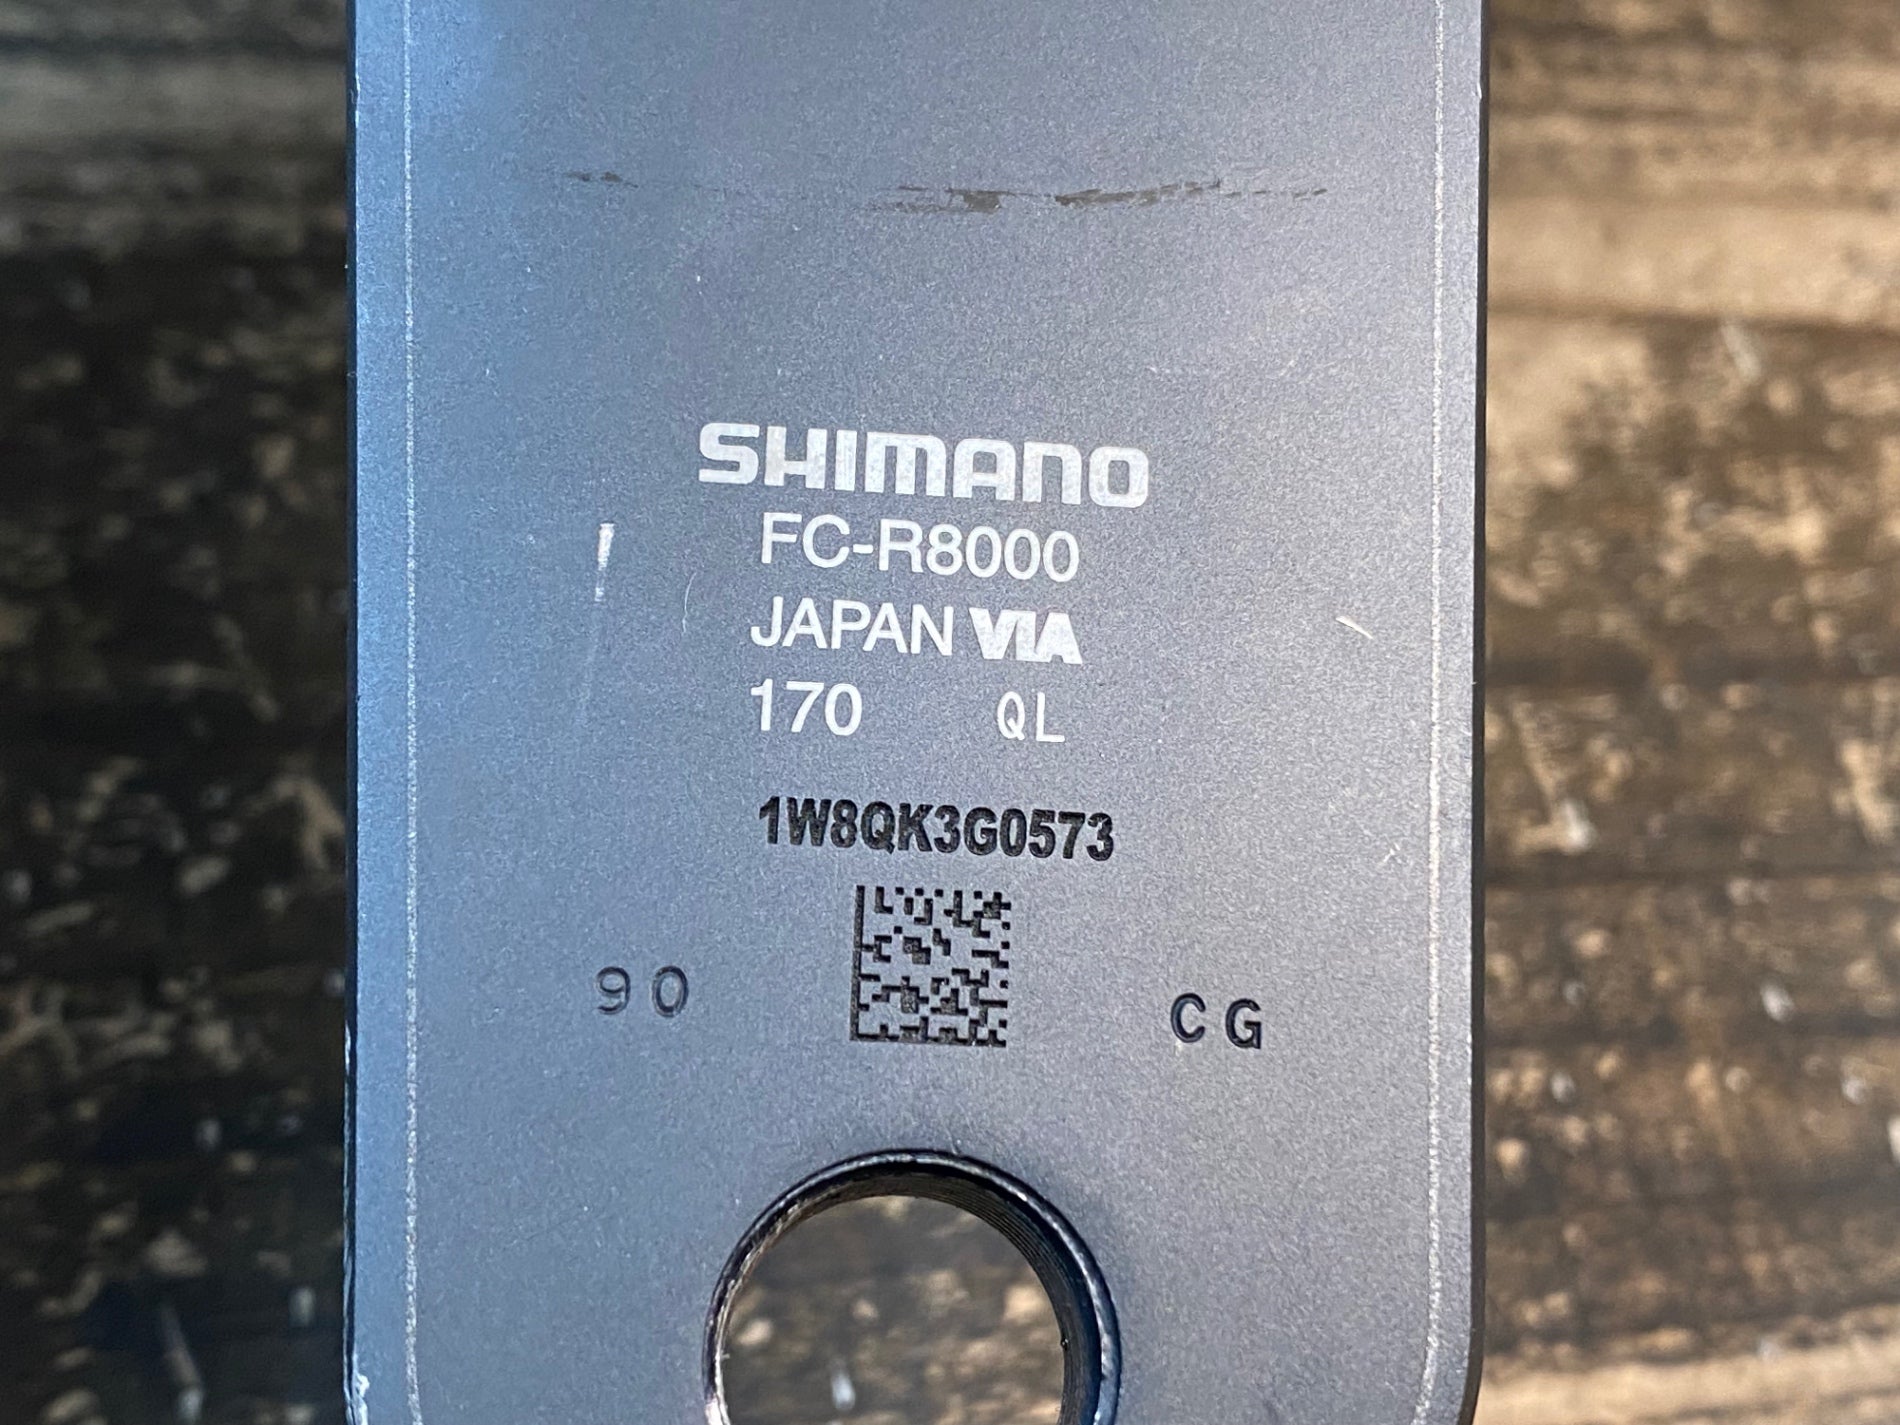 SHIMANO
FC-R8000
JAPAN VIA
170 QL
1W8QK3G0573
90 CG